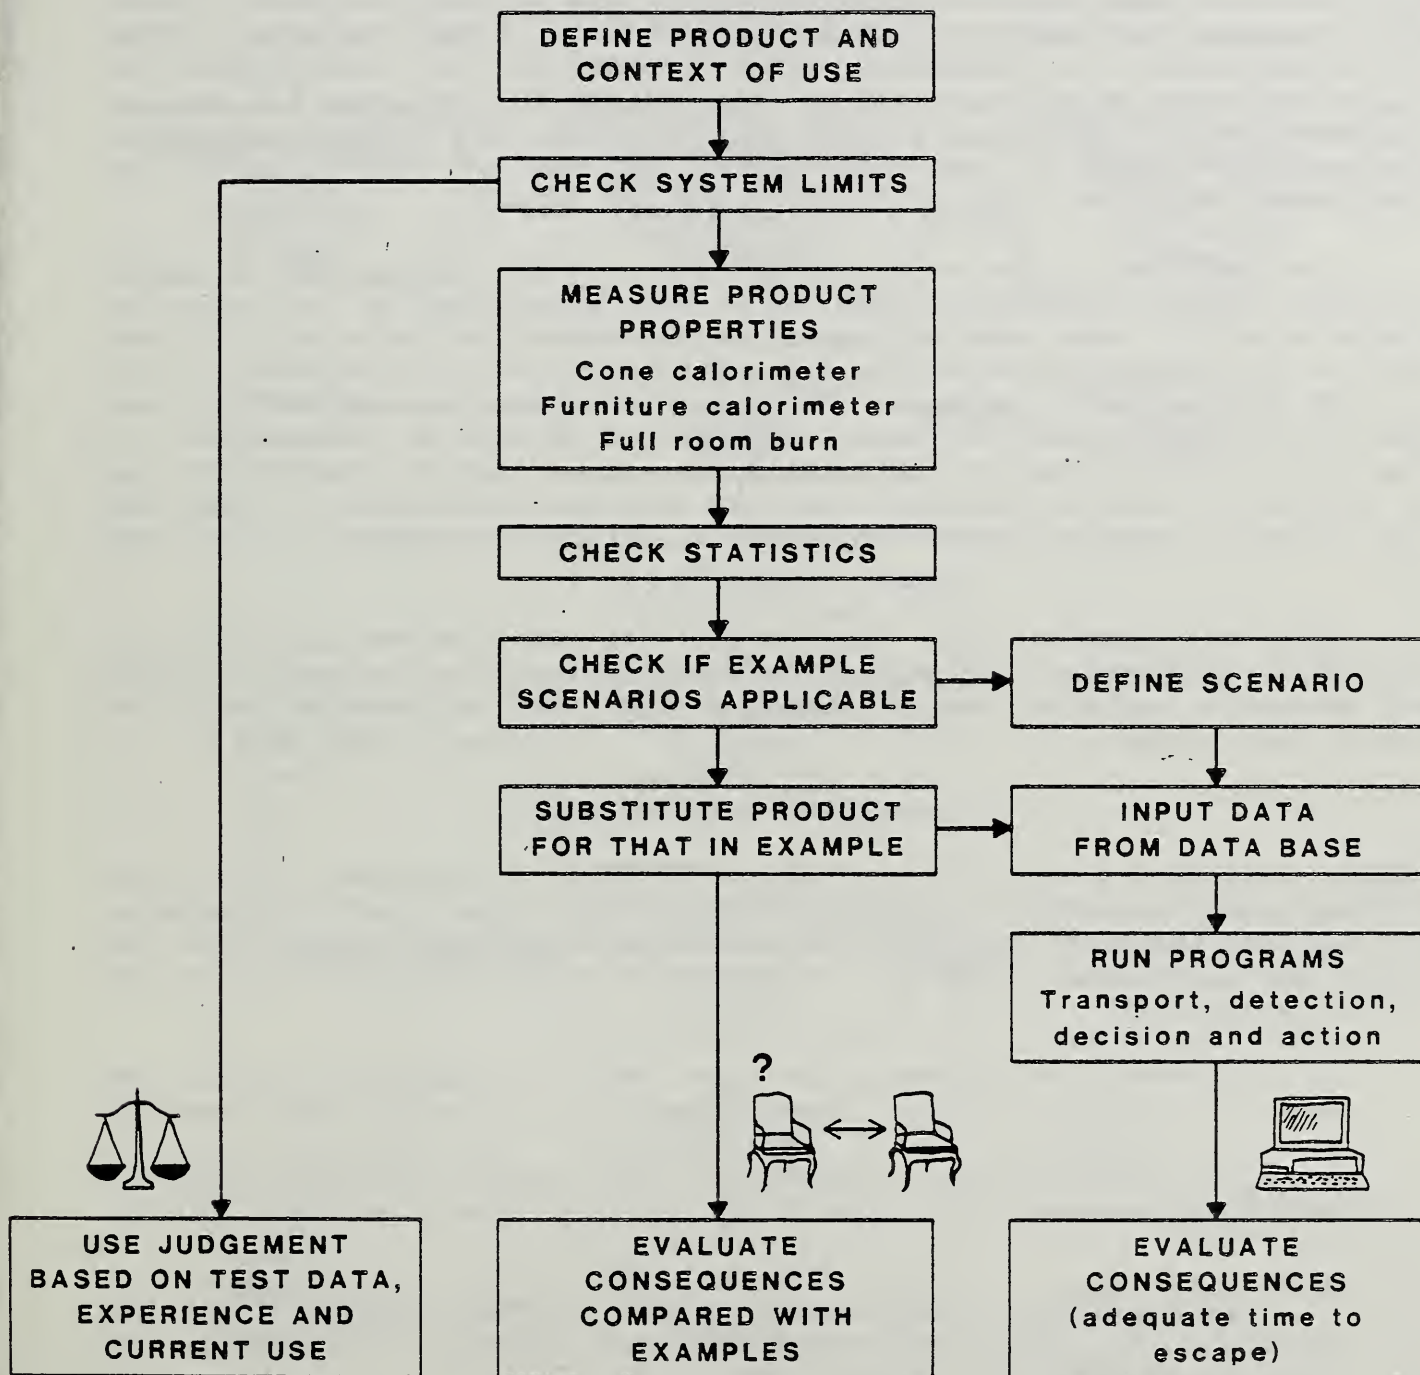 DEFINE PRODUCT AND
CONTEXT OF USE
CHECK SYSTEM LIMITS
MEASURE PRODUCT
PROPERTIES
Cone calorimeter
Furniture calorimeter
Full room burn
CHECK STATISTICS
CHECK IF EXAMPLE
SCENARIOS APPLICABLE
DEFINE SCENARIO
SUBSTITUTE PRODUCT
FOR THAT IN EXAMPLE
INPUT DATA
FROM DATA BASE
RUN PROGRAMS
Transport, detection,
decision and action
?
USE JUDGEMENT
BASED ON TEST DATA,
EXPERIENCE AND
CURRENT USE
EVALUATE
CONSEQUENCES
COMPARED WITH
EXAMPLES
EVALUATE
CONSEQUENCES
(adequate time to
escape)